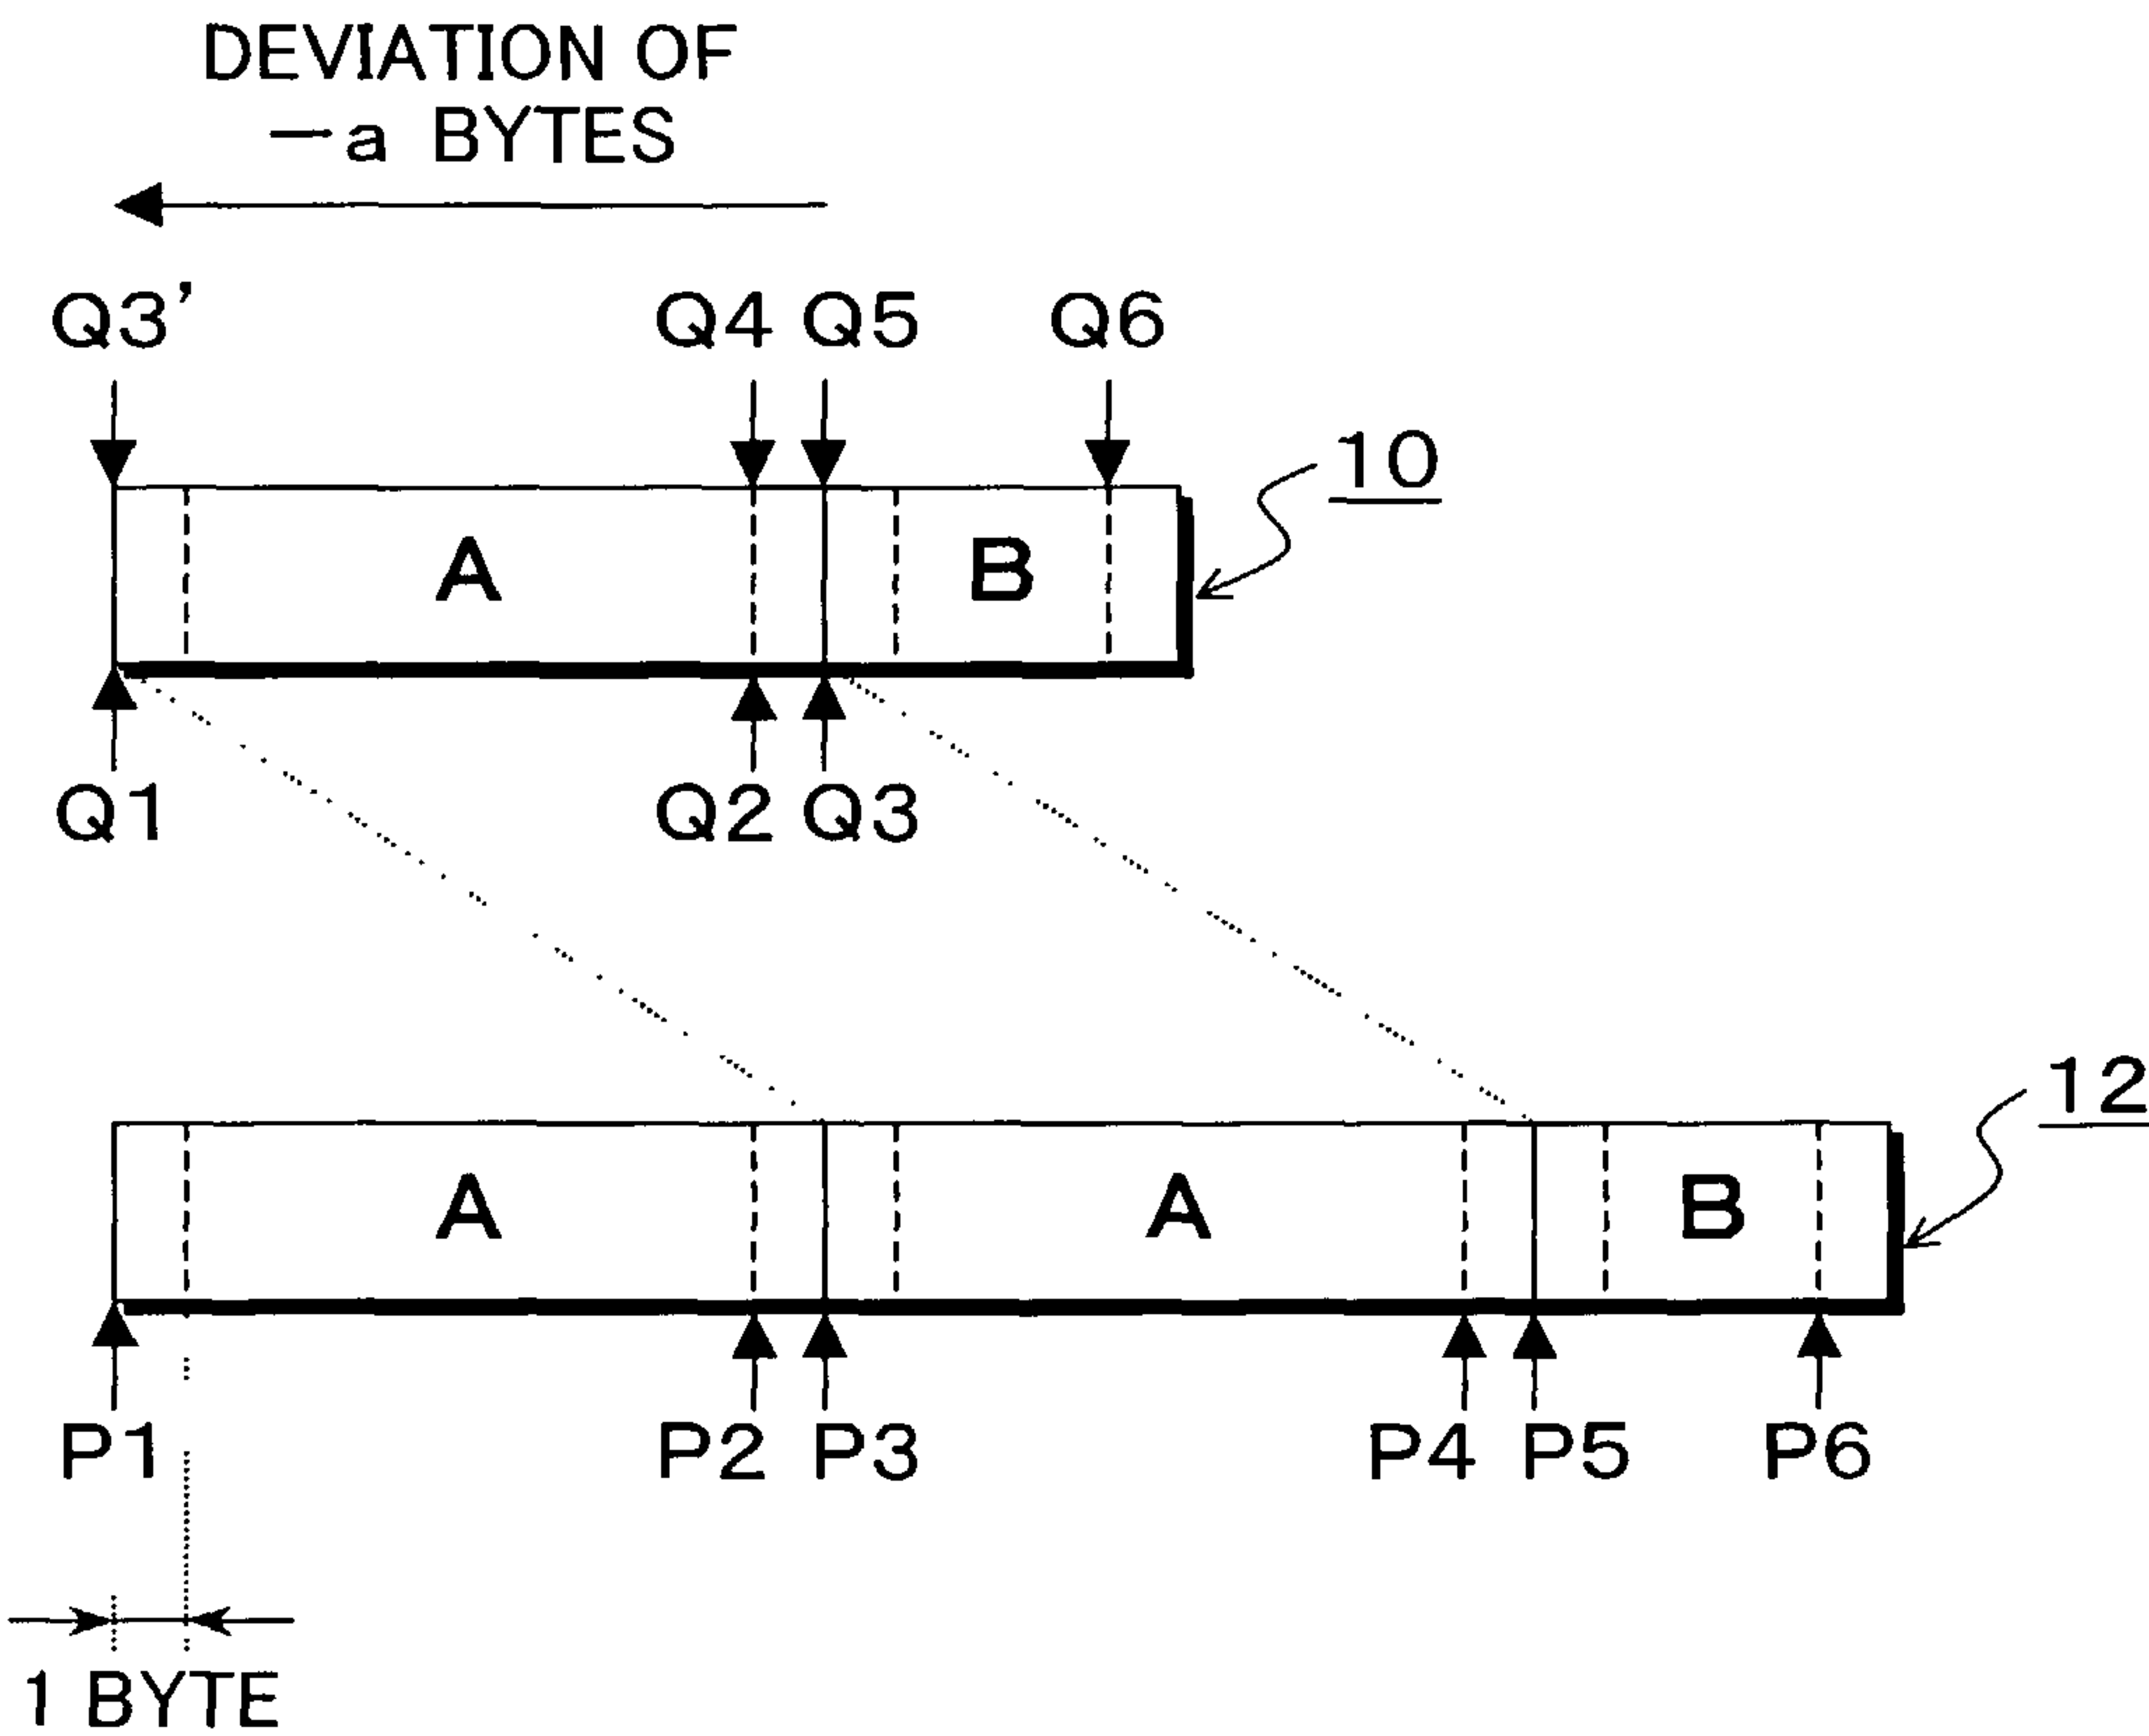 DEVIATION OF
—a BYTES
Q3' Q4 Q5 Q6
10
A B
Q1 Q2 Q3
12
A A B
P1 P2 P3 P4 P5 P6
1 BYTE